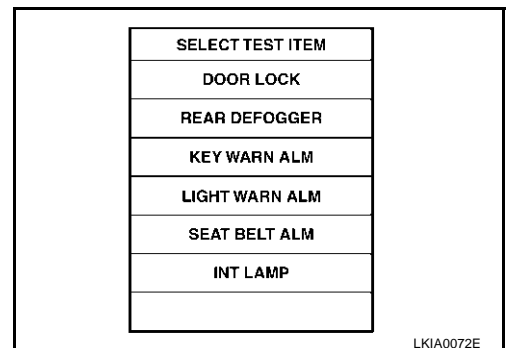 SELECT TEST ITEM
DOOR LOCK
REAR DEFOGGER
KEY WARN ALM
LIGHT WARN ALM
SEAT BELT ALM
INT LAMP
LKIA0072E